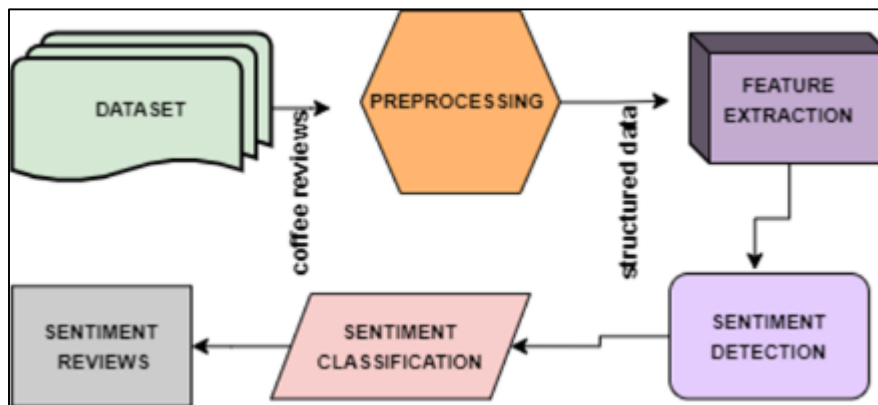 DATASET
coffee reviews
PREPROCESSING
structured data
FEATURE
EXTRACTION
SENTIMENT
DETECTION
SENTIMENT
CLASSIFICATION
SENTIMENT
REVIEWS